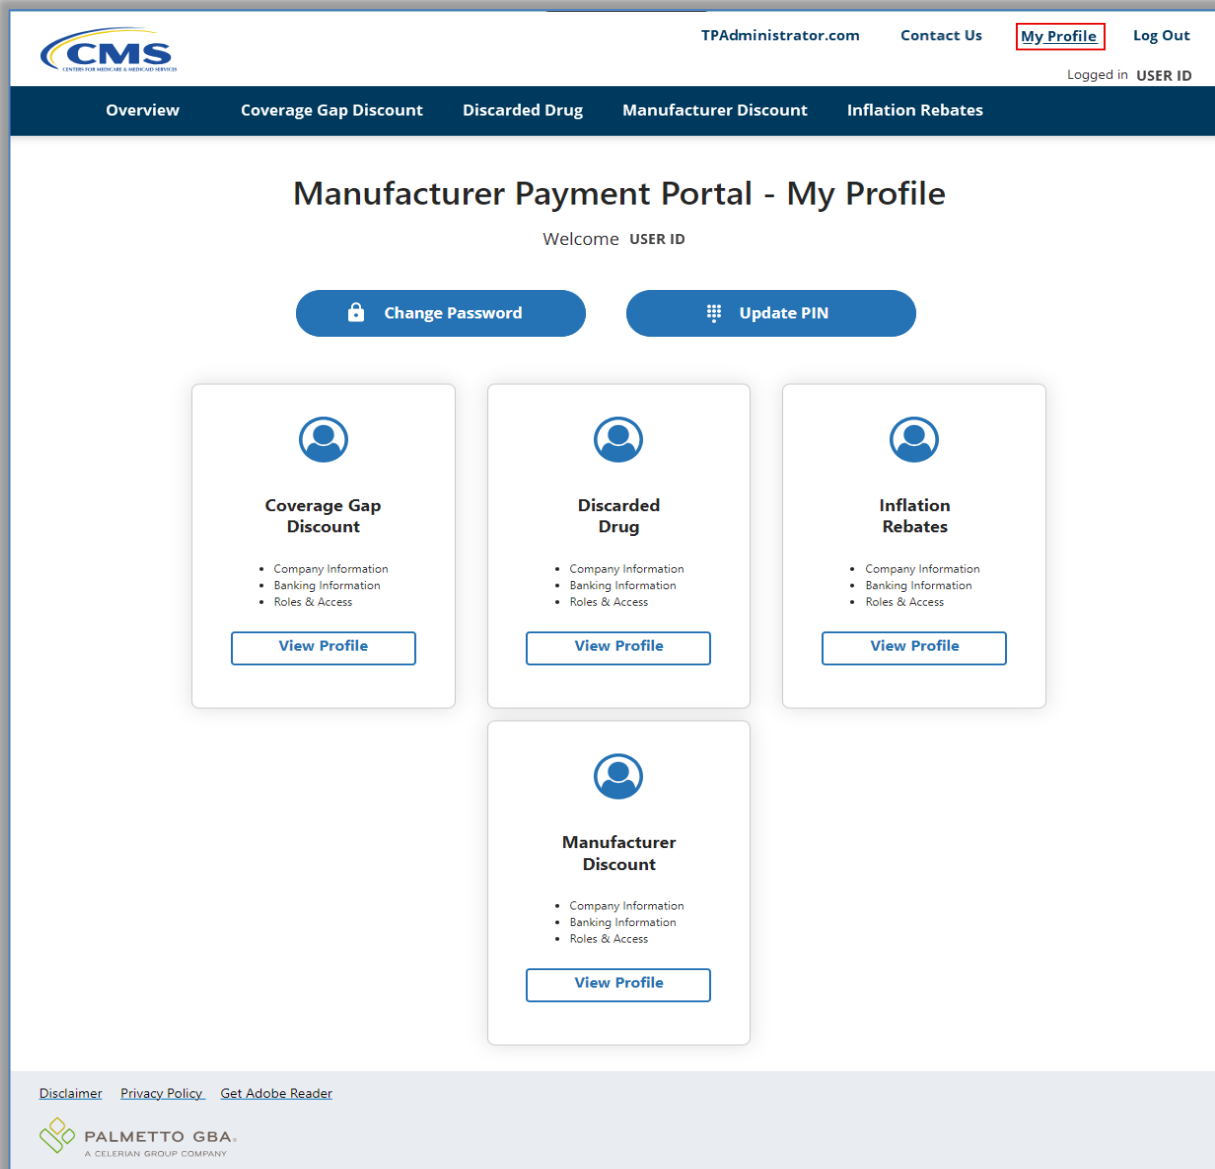 TPAdministrator.com Contact Us My Profile Log Out
CMS
CENTERS FOR MEDICARE & MEDICAID SERVICES
Logged in USER ID
Overview Coverage Gap Discount Discarded Drug Manufacturer Discount Inflation Rebates
Manufacturer Payment Portal - My Profile
Welcome USER ID
Change Password Update PIN
Coverage Gap
Discount
• Company Information
• Banking Information
• Roles & Access
View Profile
Discarded
Drug
• Company Information
• Banking Information
• Roles & Access
View Profile
Inflation
Rebates
• Company Information
• Banking Information
• Roles & Access
View Profile
Manufacturer
Discount
• Company Information
• Banking Information
• Roles & Access
View Profile
Disclaimer Privacy Policy Get Adobe Reader
PALMETTO GBA®
A CELERIAN GROUP COMPANY